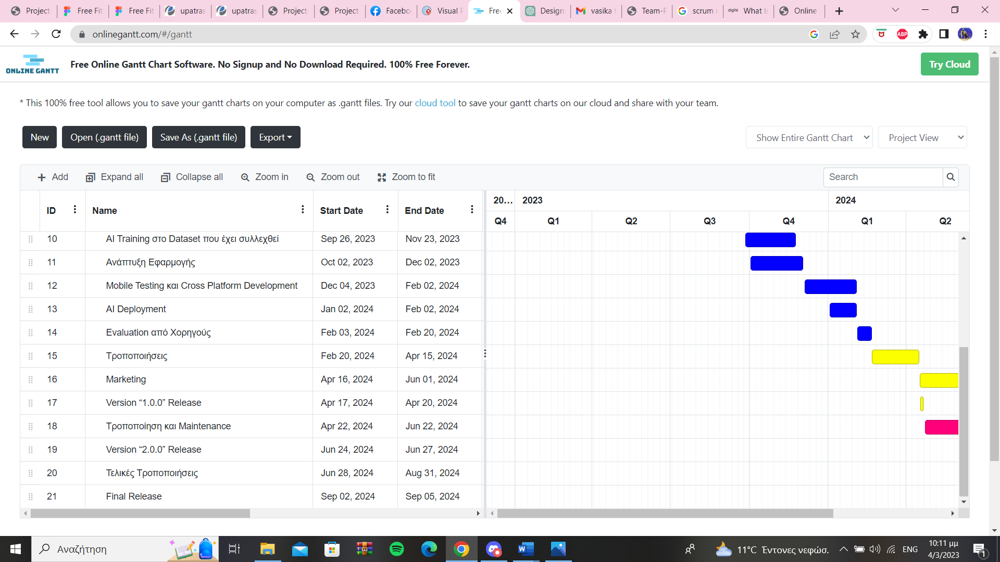 Project-
Free Fit
Free Fit
upatras
upatras
Project-
Project-
Facebo
Visual P
Free
Design
vasika
Team-P
scrum
digité What Is
Online
onlinegantt.com/#/gantt
ABP
ONLINE GANTT
Free Online Gantt Chart Software. No Signup and No Download Required. 100% Free Forever.
Try Cloud
* This 100% free tool allows you to save your gantt charts on your computer as .gantt files. Try our cloud tool to save your gantt charts on our cloud and share with your team.
New
Open (.gantt file)
Save As (.gantt file)
Export
Show Entire Gantt Chart
Project View
Add
Expand all
Collapse all
Zoom in
Zoom out
Zoom to fit
Search
ID Name Start Date End Date
20... 2023 2024
Q4 Q1 Q2 Q3 Q4 Q1 Q2
10 AI Training στο Dataset που έχει συλλεχθεί Sep 26, 2023 Nov 23, 2023
11 Ανάπτυξη Εφαρμογής Oct 02, 2023 Dec 02, 2023
12 Mobile Testing και Cross Platform Development Dec 04, 2023 Feb 02, 2024
13 AI Deployment Jan 02, 2024 Feb 02, 2024
14 Evaluation από Χορηγούς Feb 03, 2024 Feb 20, 2024
15 Τροποποιήσεις Feb 20, 2024 Apr 15, 2024
16 Marketing Apr 16, 2024 Jun 01, 2024
17 Version “1.0.0” Release Apr 17, 2024 Apr 20, 2024
18 Τροποποίηση και Maintenance Apr 22, 2024 Jun 22, 2024
19 Version “2.0.0” Release Jun 24, 2024 Jun 27, 2024
20 Τελικές Τροποποιήσεις Jun 28, 2024 Aug 31, 2024
21 Final Release Sep 02, 2024 Sep 05, 2024
Αναζήτηση
11°C Έντονες νεφώσ.
ENG
10:11 μμ
4/3/2023
1